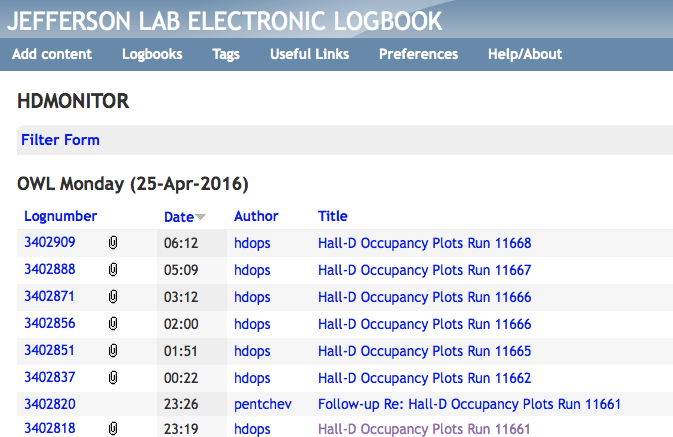 JEFFERSON LAB ELECTRONIC LOGBOOK
Add content Logbooks Tags Useful Links Preferences Help/About
HDMONITOR
Filter Form
OWL Monday (25-Apr-2016)
Lognumber Date Author Title
3402909 06:12 hdops Hall-D Occupancy Plots Run 11668
3402888 05:09 hdops Hall-D Occupancy Plots Run 11667
3402871 03:12 hdops Hall-D Occupancy Plots Run 11666
3402856 02:00 hdops Hall-D Occupancy Plots Run 11666
3402851 01:51 hdops Hall-D Occupancy Plots Run 11665
3402837 00:22 hdops Hall-D Occupancy Plots Run 11662
3402820 23:26 pentchev Follow-up Re: Hall-D Occupancy Plots Run 11661
3402818 23:19 hdops Hall-D Occupancy Plots Run 11661